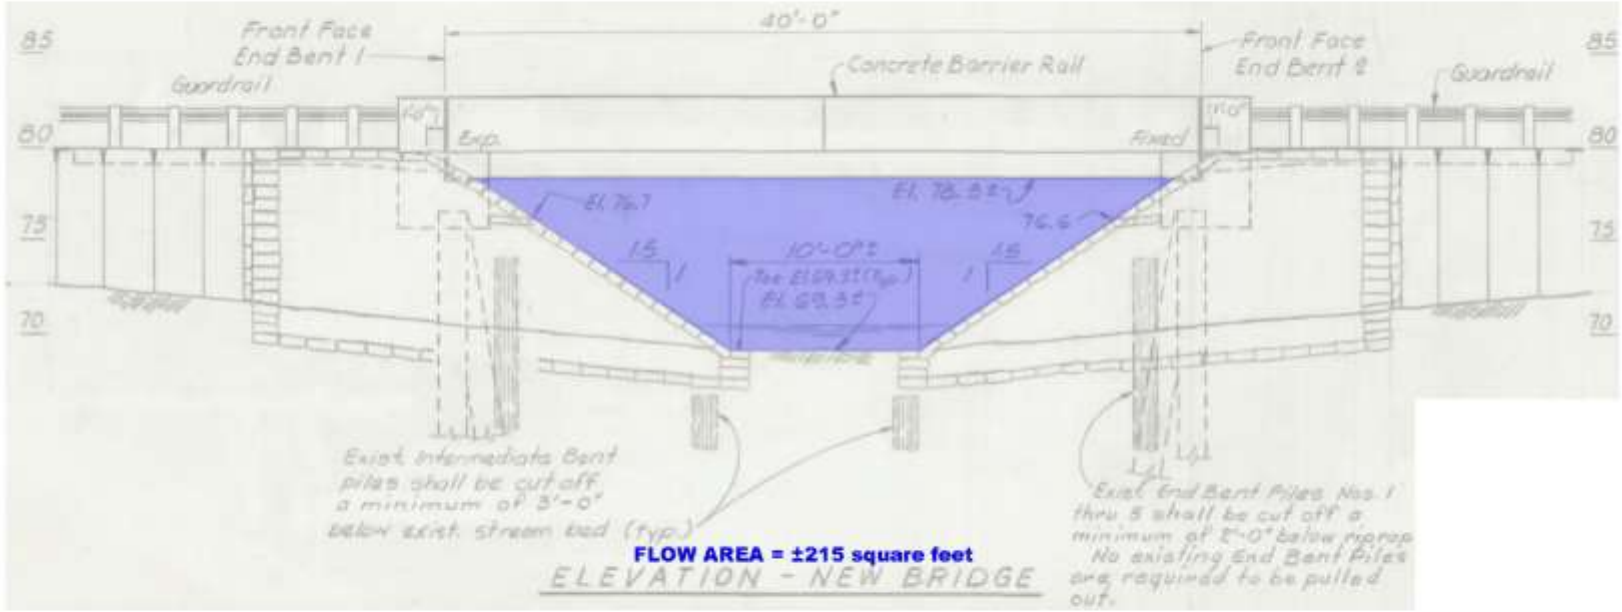 40'-0"
85
Front Face
End Bent 1
Concrete Barrier Rail
Front Face
End Bent 2
85
Guardrail
Guardrail
80
Exp.
Fixed
80
El. 76.7
El. 78.5±
75
76.6
75
1.5
1
10'-0"±
1.5
1
El. 69.3±
70
70
Exist. Intermediate Bent
piles shall be cut off
a minimum of 3'-0"
below exist. stream bed (typ.)
Exist. End Bent Piles Nos. 1
thru 5 shall be cut off a
minimum of 2'-0" below riprap
No existing End Bent Piles
are required to be pulled
out.
FLOW AREA = ±215 square feet
ELEVATION - NEW BRIDGE